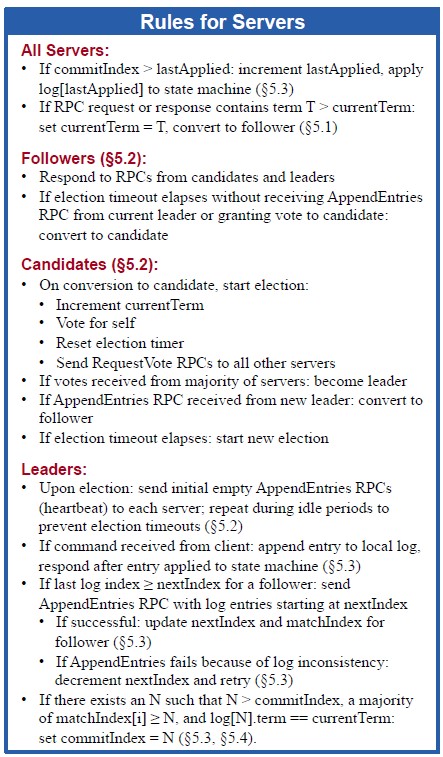 Rules for Servers
All Servers:
• If commitIndex > lastApplied: increment lastApplied, apply
log[lastApplied] to state machine (§5.3)
• If RPC request or response contains term T > currentTerm:
set currentTerm = T, convert to follower (§5.1)
Followers (§5.2):
• Respond to RPCs from candidates and leaders
• If election timeout elapses without receiving AppendEntries
RPC from current leader or granting vote to candidate:
convert to candidate
Candidates (§5.2):
• On conversion to candidate, start election:
• Increment currentTerm
• Vote for self
• Reset election timer
• Send RequestVote RPCs to all other servers
• If votes received from majority of servers: become leader
• If AppendEntries RPC received from new leader: convert to
follower
• If election timeout elapses: start new election
Leaders:
• Upon election: send initial empty AppendEntries RPCs
(heartbeat) to each server; repeat during idle periods to
prevent election timeouts (§5.2)
• If command received from client: append entry to local log,
respond after entry applied to state machine (§5.3)
• If last log index ≥ nextIndex for a follower: send
AppendEntries RPC with log entries starting at nextIndex
• If successful: update nextIndex and matchIndex for
follower (§5.3)
• If AppendEntries fails because of log inconsistency:
decrement nextIndex and retry (§5.3)
• If there exists an N such that N > commitIndex, a majority
of matchIndex[i] ≥ N, and log[N].term == currentTerm:
set commitIndex = N (§5.3, §5.4).